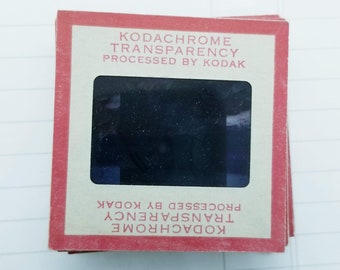 KODACHROME
TRANSPARENCY
PROCESSED BY KODAK
PROCESSED BY KODAK
TRANSPARENCY
KODACHROME